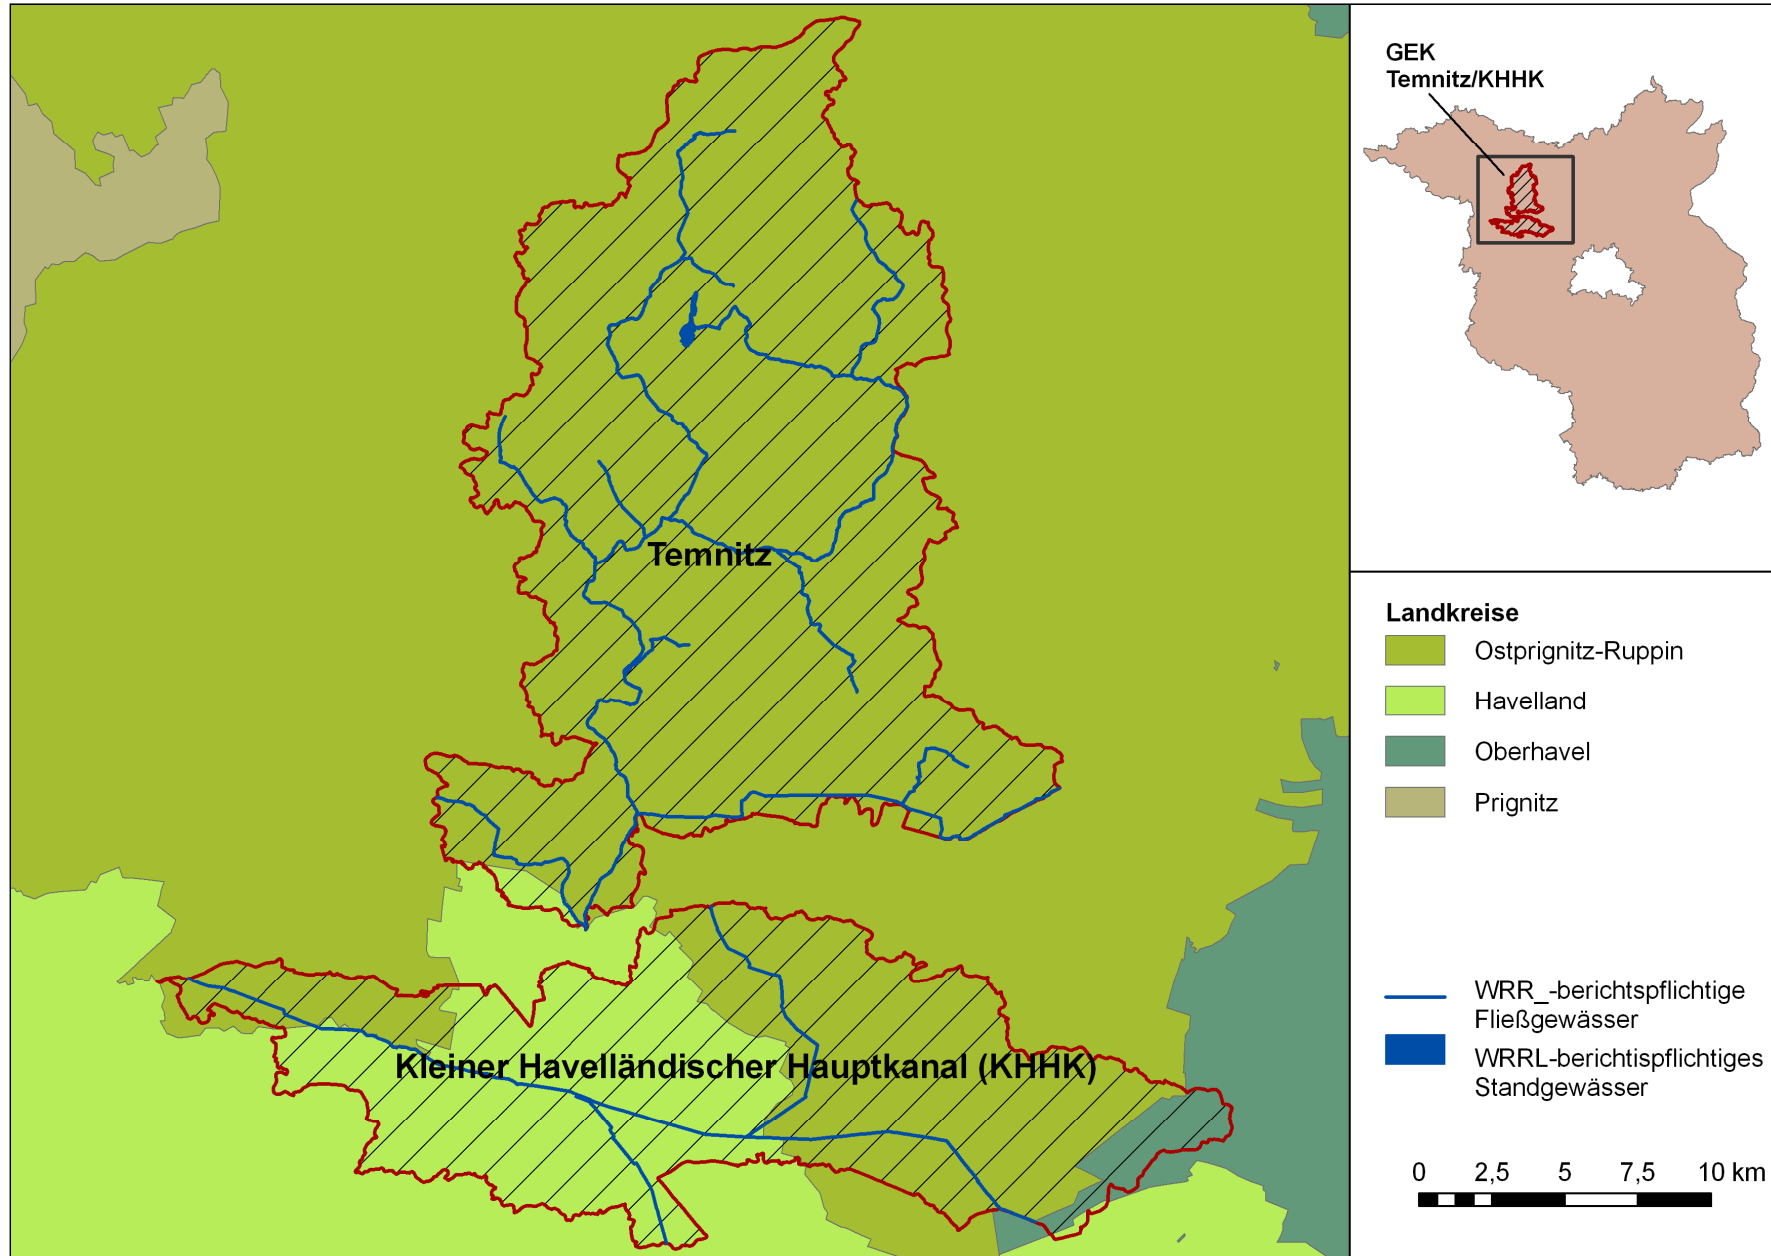 GEK
Temnitz/KHHK
Temnitz
Kleiner Havelländischer Hauptkanal (KHHK)
Landkreise
Ostprignitz-Ruppin
Havelland
Oberhavel
Prignitz
WRR_-berichtspflichtige
Fließgewässer
WRRL-berichtispflichtiges
Standgewässer
0 2,5 5 7,5 10 km